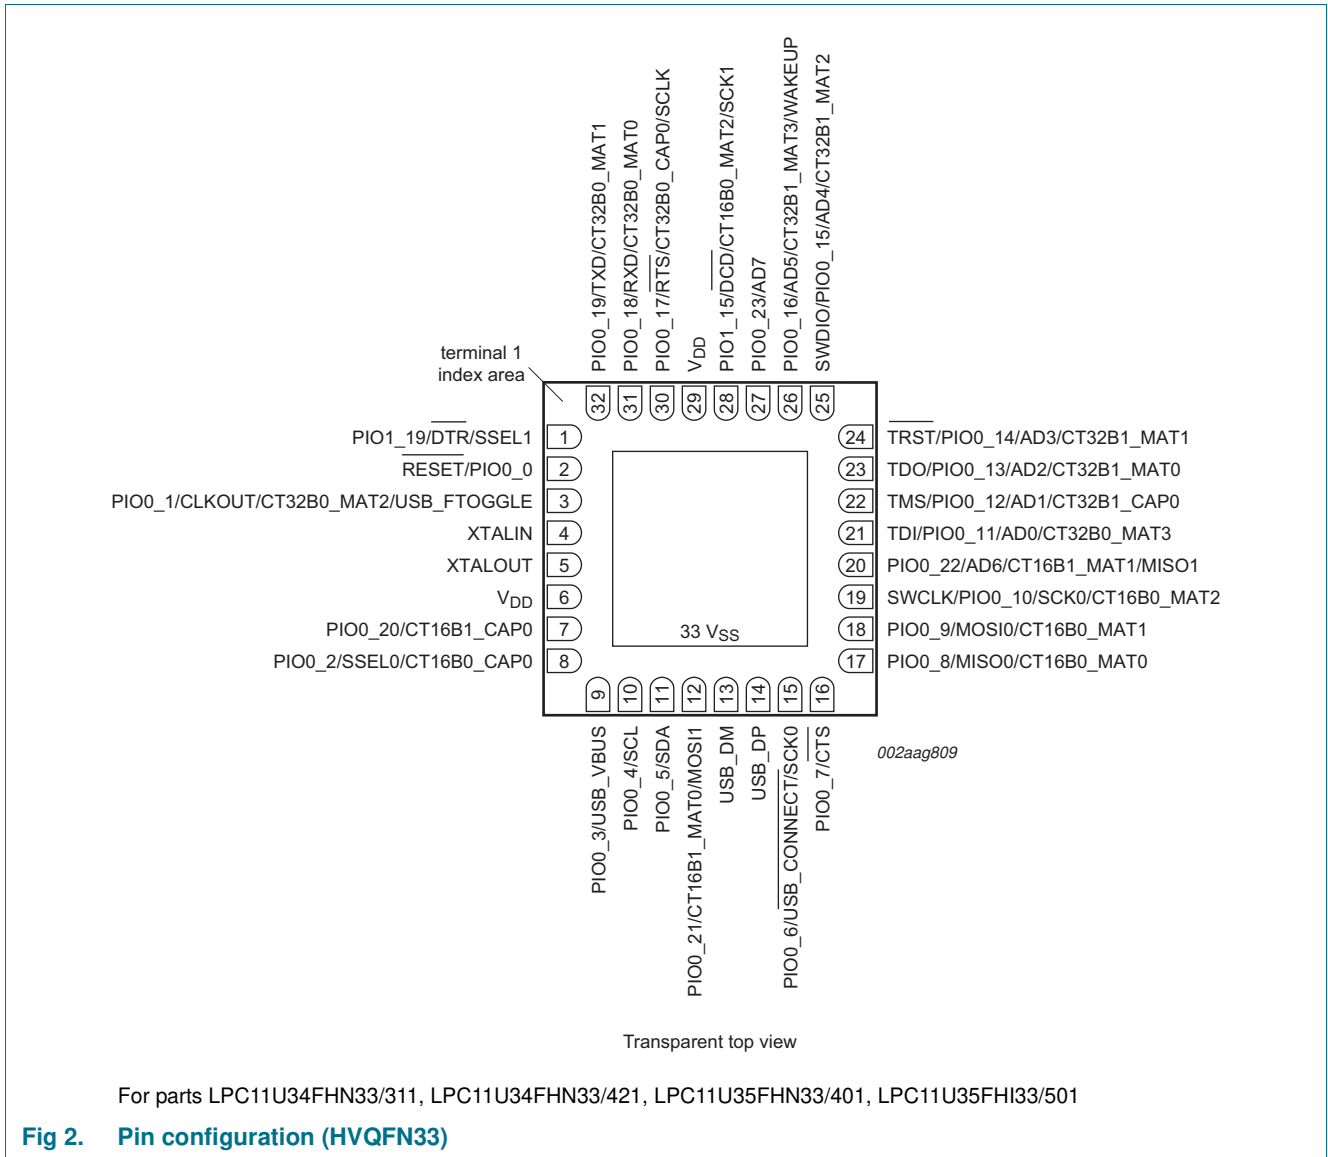 PIO0_19/TXD/CT32B0_MAT1
PIO0_18/RXD/CT32B0_MAT0
PIO0_17/RTS/CT32B0_CAP0/SCLK
VDD
PIO1_15/DCD/CT16B0_MAT2/SCK1
PIO0_23/AD7
PIO0_16/AD5/CT32B1_MAT3/WAKEUP
SWDIO/PIO0_15/AD4/CT32B1_MAT2
terminal 1
index area
32
31
30
29
28
27
26
25
PIO1_19/DTR/SSEL1
1
24
TRST/PIO0_14/AD3/CT32B1_MAT1
RESET/PIO0_0
2
23
TDO/PIO0_13/AD2/CT32B1_MAT0
PIO0_1/CLKOUT/CT32B0_MAT2/USB_FTOGGLE
3
22
TMS/PIO0_12/AD1/CT32B1_CAP0
XTALIN
4
21
TDI/PIO0_11/AD0/CT32B0_MAT3
XTALOUT
5
20
PIO0_22/AD6/CT16B1_MAT1/MISO1
VDD
6
19
SWCLK/PIO0_10/SCK0/CT16B0_MAT2
PIO0_20/CT16B1_CAP0
7
33 VSS
18
PIO0_9/MOSI0/CT16B0_MAT1
PIO0_2/SSEL0/CT16B0_CAP0
8
17
PIO0_8/MISO0/CT16B0_MAT0
9
10
11
12
13
14
15
16
PIO0_3/USB_VBUS
PIO0_4/SCL
PIO0_5/SDA
PIO0_21/CT16B1_MAT0/MOSI1
USB_DM
USB_DP
PIO0_6/USB_CONNECT/SCK0
PIO0_7/CTS
002aag809
Transparent top view
For parts LPC11U34FHN33/311, LPC11U34FHN33/421, LPC11U35FHN33/401, LPC11U35FHI33/501
Fig 2. Pin configuration (HVQFN33)